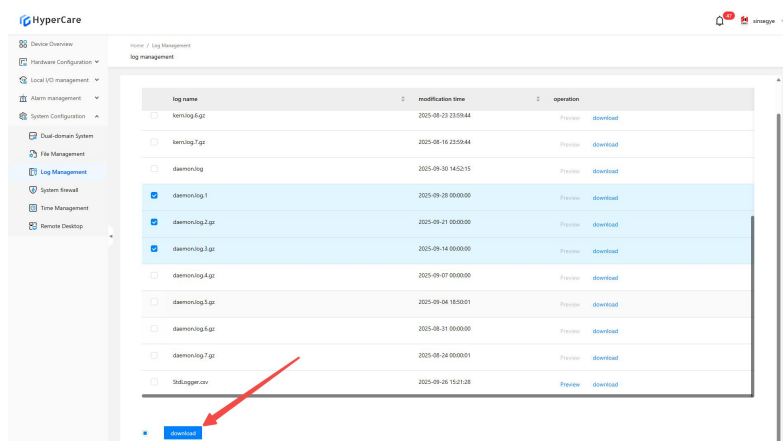 HyperCare
47
sinsegye
Device Overview
Hardware Configuration
Local I/O management
Alarm management
System Configuration
Dual-domain System
File Management
Log Management
System firewall
Time Management
Remote Desktop
Home / Log Management
log management
log name modification time operation
kern.log.6.gz 2025-08-23 23:59:44 Preview download
kern.log.7.gz 2025-08-16 23:59:44 Preview download
daemon.log 2025-09-30 14:52:15 Preview download
daemon.log.1 2025-09-28 00:00:00 Preview download
daemon.log.2.gz 2025-09-21 00:00:00 Preview download
daemon.log.3.gz 2025-09-14 00:00:00 Preview download
daemon.log.4.gz 2025-09-07 00:00:00 Preview download
daemon.log.5.gz 2025-09-04 18:50:01 Preview download
daemon.log.6.gz 2025-08-31 00:00:00 Preview download
daemon.log.7.gz 2025-08-24 00:00:01 Preview download
StdLogger.csv 2025-09-26 15:21:28 Preview download
download